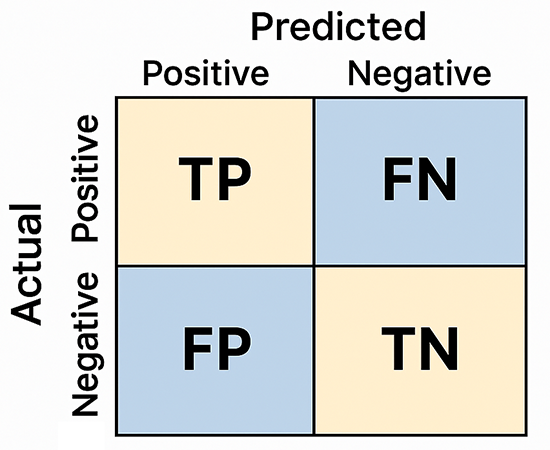 Predicted
Positive Negative
Actual
Positive
TP FN
Negative
FP TN